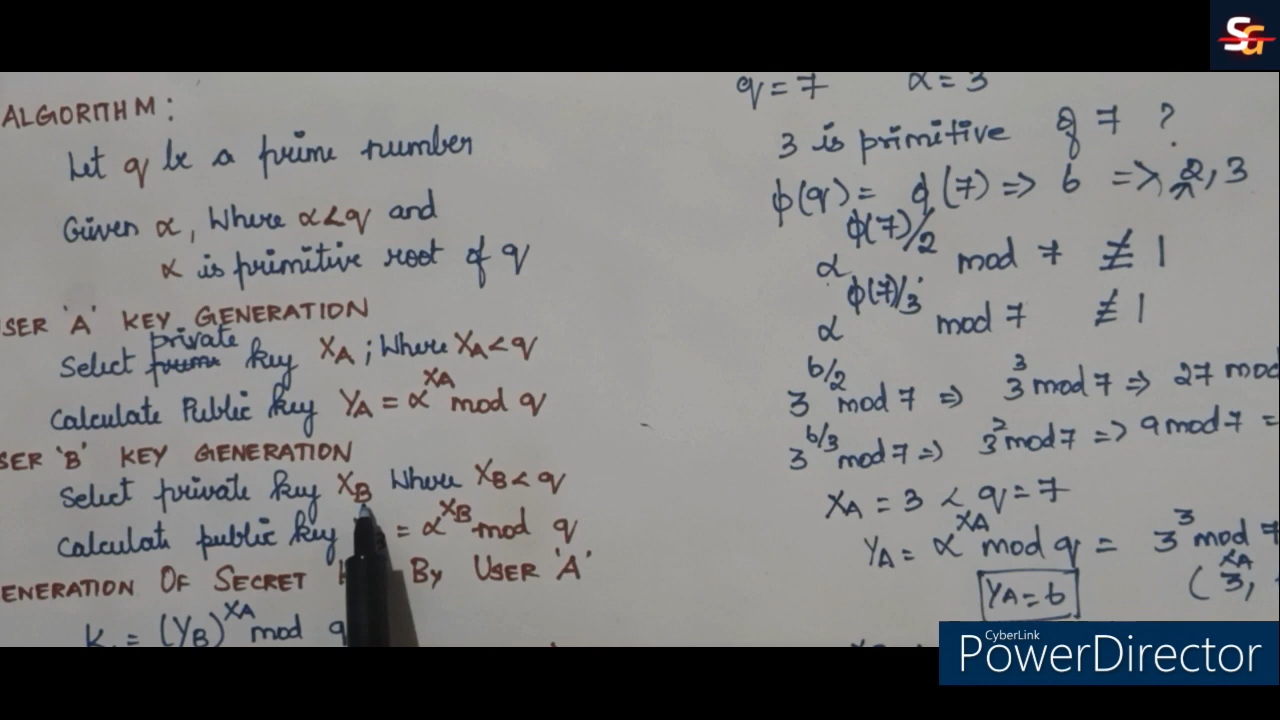 SG
ALGORITHM:
Let q be a prime number
Given α, Where α<q and
α is primitive root of q
SER 'A' KEY GENERATION
private
Select key XA; Where XA<q
Calculate Public key YA = α^XA mod q
SER 'B' KEY GENERATION
Select private key XB Where XB<q
Calculate public key = α^XB mod q
ENERATION OF SECRET By USER 'A'
K = (YB)^XA mod q
q = 7 α = 3
3 is primitive of 7 ?
φ(q) = φ(7) => 6 => 2, 3
α^φ(7)/2 mod 7 ≢ 1
α^φ(7)/3 mod 7 ≢ 1
3^6/2 mod 7 => 3^3 mod 7 => 27 mod
3^6/3 mod 7 => 3^2 mod 7 => 9 mod 7 =
XA = 3 < q = 7
YA = α^XA mod q = 3^3 mod 7
YA = 6
XA
(3,
CyberLink
PowerDirector